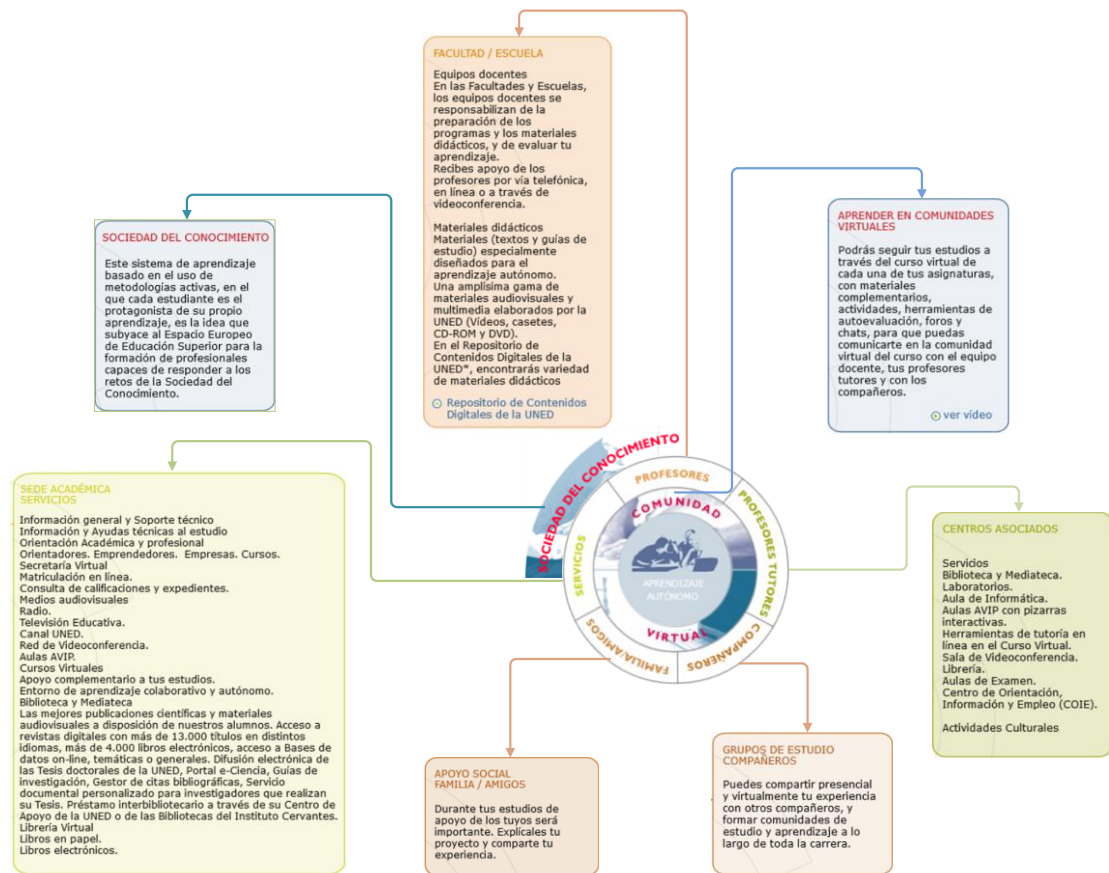 FACULTAD / ESCUELA
Equipos docentes
En las Facultades y Escuelas,
los equipos docentes se
responsabilizan de la
preparación de los
programas y los materiales
didácticos, y de evaluar tu
aprendizaje.
Recibes apoyo de los
profesores por vía telefónica,
en línea o a través de
videoconferencia.
Materiales didácticos
Materiales (textos y guías de
estudio) especialmente
diseñados para el
aprendizaje autónomo.
Una amplísima gama de
materiales audiovisuales y
multimedia elaborados por la
UNED (Vídeos, casetes,
CD-ROM y DVD).
En el Repositorio de
Contenidos Digitales de la
UNED*, encontrarás variedad
de materiales didácticos
Repositorio de Contenidos
Digitales de la UNED
SOCIEDAD DEL CONOCIMIENTO
Este sistema de aprendizaje
basado en el uso de
metodologías activas, en el
que cada estudiante es el
protagonista de su propio
aprendizaje, es la idea que
subyace al Espacio Europeo
de Educación Superior para la
formación de profesionales
capaces de responder a los
retos de la Sociedad del
Conocimiento.
APRENDER EN COMUNIDADES
VIRTUALES
Podrás seguir tus estudios a
través del curso virtual de
cada una de tus asignaturas,
con materiales
complementarios,
actividades, herramientas de
autoevaluación, foros y
chats, para que puedas
comunicarte en la comunidad
virtual del curso con el equipo
docente, tus profesores
tutores y con los
compañeros.
ver vídeo
SEDE ACADÉMICA
SERVICIOS
Información general y Soporte técnico
Información y Ayudas técnicas al estudio
Orientación Académica y profesional
Orientadores. Emprendedores. Empresas. Cursos.
Secretaría Virtual
Matriculación en línea.
Consulta de calificaciones y expedientes.
Medios audiovisuales
Radio.
Televisión Educativa.
Canal UNED.
Red de Videoconferencia.
Aulas AVIP.
Cursos Virtuales
Apoyo complementario a tus estudios.
Entorno de aprendizaje colaborativo y autónomo.
Biblioteca y Mediateca
Las mejores publicaciones científicas y materiales
audiovisuales a disposición de nuestros alumnos. Acceso a
revistas digitales con más de 13.000 títulos en distintos
idiomas, más de 4.000 libros electrónicos, acceso a Bases de
datos on-line, temáticas o generales. Difusión electrónica de
las Tesis doctorales de la UNED, Portal e-Ciencia, Guías de
investigación, Gestor de citas bibliográficas, Servicio
documental personalizado para investigadores que realizan
su Tesis. Préstamo interbibliotecario a través de su Centro de
Apoyo de la UNED o de las Bibliotecas del Instituto Cervantes.
Librería Virtual
Libros en papel.
Libros electrónicos.
SOCIEDAD DEL CONOCIMIENTO
PROFESORES
PROFESORES TUTORES
COMPAÑEROS
FAMILIA/AMIGOS
SERVICIOS
COMUNIDAD
VIRTUAL
APRENDIZAJE
AUTÓNOMO
CENTROS ASOCIADOS
Servicios
Biblioteca y Mediateca.
Laboratorios.
Aula de Informática.
Aulas AVIP con pizarras
interactivas.
Herramientas de tutoría en
línea en el Curso Virtual.
Sala de Videoconferencia.
Librería.
Aulas de Examen.
Centro de Orientación,
Información y Empleo (COIE).
Actividades Culturales
APOYO SOCIAL
FAMILIA / AMIGOS
Durante tus estudios de
apoyo de los tuyos será
importante. Explícales tu
proyecto y comparte tu
experiencia.
GRUPOS DE ESTUDIO
COMPAÑEROS
Puedes compartir presencial
y virtualmente tu experiencia
con otros compañeros, y
formar comunidades de
estudio y aprendizaje a lo
largo de toda la carrera.